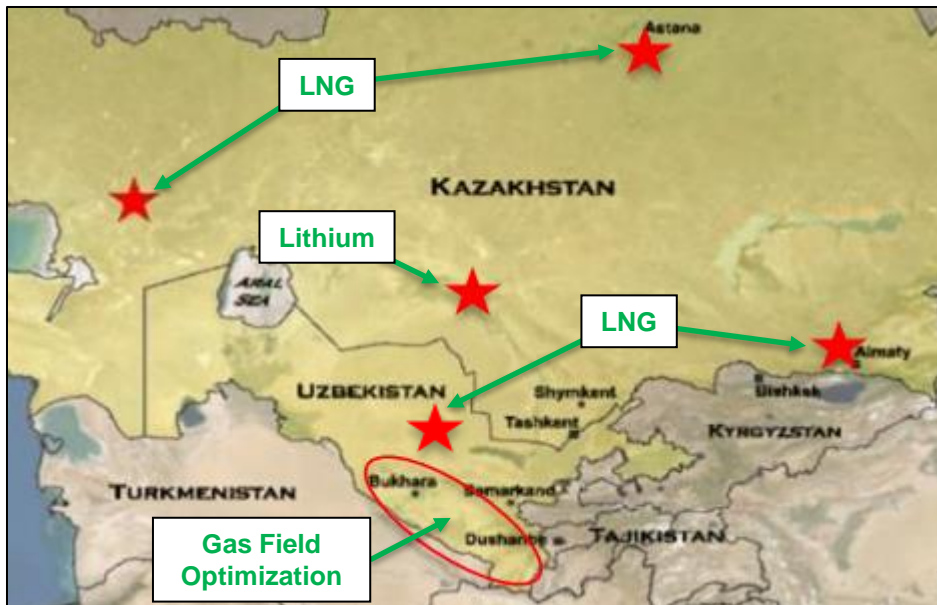 Astana
LNG
KAZAKHSTAN
Lithium
ARAL
SEA
LNG
Almaty
UZBEKISTAN
Shymkent
Bishkek
Tashkent
KYRGYZSTAN
Bukhara
Samarkand
TURKMENISTAN
Dushanbe
TAJIKISTAN
Gas Field
Optimization